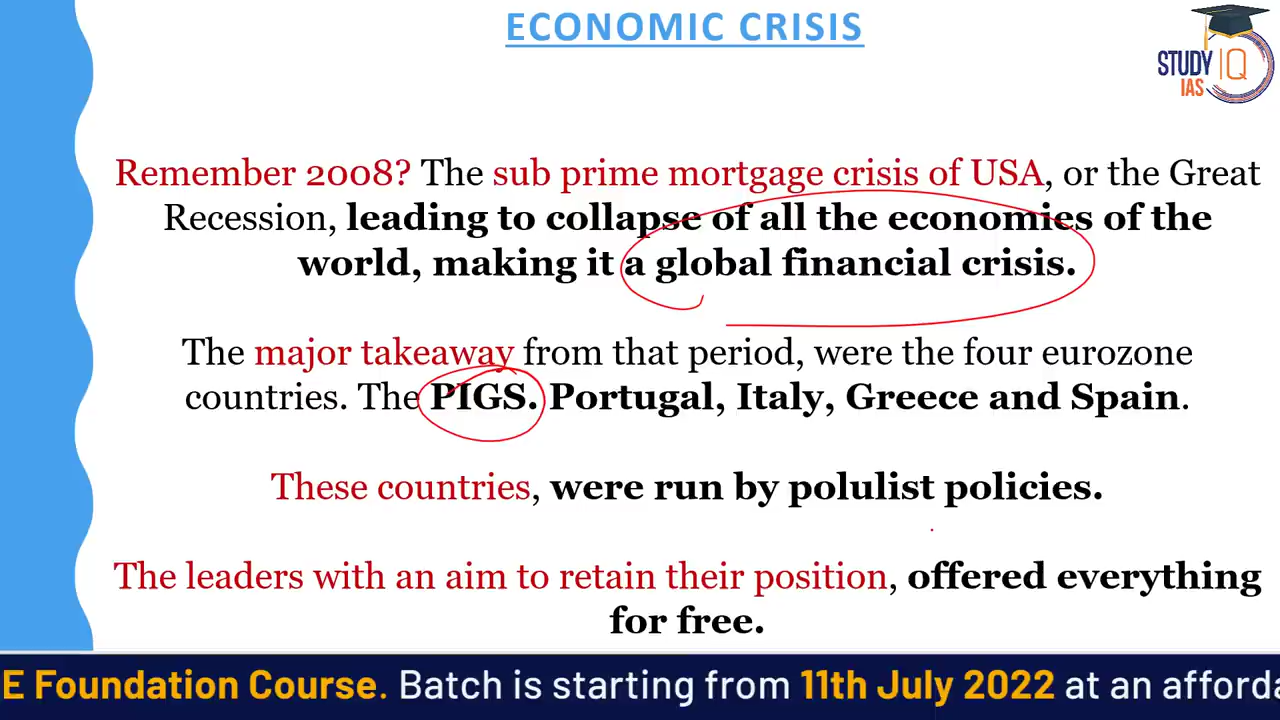 ECONOMIC CRISIS
STUDY IQ
IAS
Remember 2008? The sub prime mortgage crisis of USA, or the Great
Recession, leading to collapse of all the economies of the
world, making it a global financial crisis.
The major takeaway from that period, were the four eurozone
countries. The PIGS. Portugal, Italy, Greece and Spain.
These countries, were run by polulist policies.
The leaders with an aim to retain their position, offered everything
for free.
E Foundation Course. Batch is starting from 11th July 2022 at an afforda